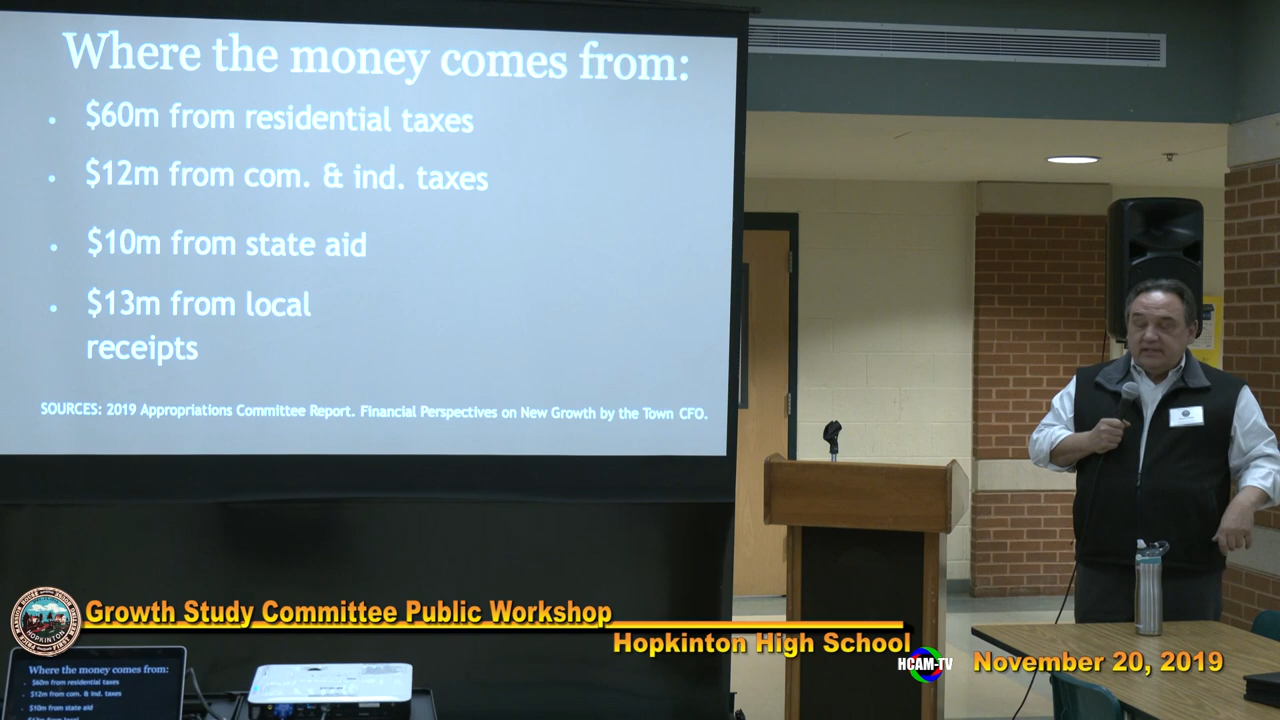 Where the money comes from:
• $60m from residential taxes
• $12m from com. & ind. taxes
• $10m from state aid
• $13m from local
receipts
SOURCES: 2019 Appropriations Committee Report. Financial Perspectives on New Growth by the Town CFO.
Growth Study Committee Public Workshop
Hopkinton High School
HCAM-TV
November 20, 2019
HOPKINTON
Where the money comes from:
• $60m from residential taxes
• $12m from com. & ind. taxes
• $10m from state aid